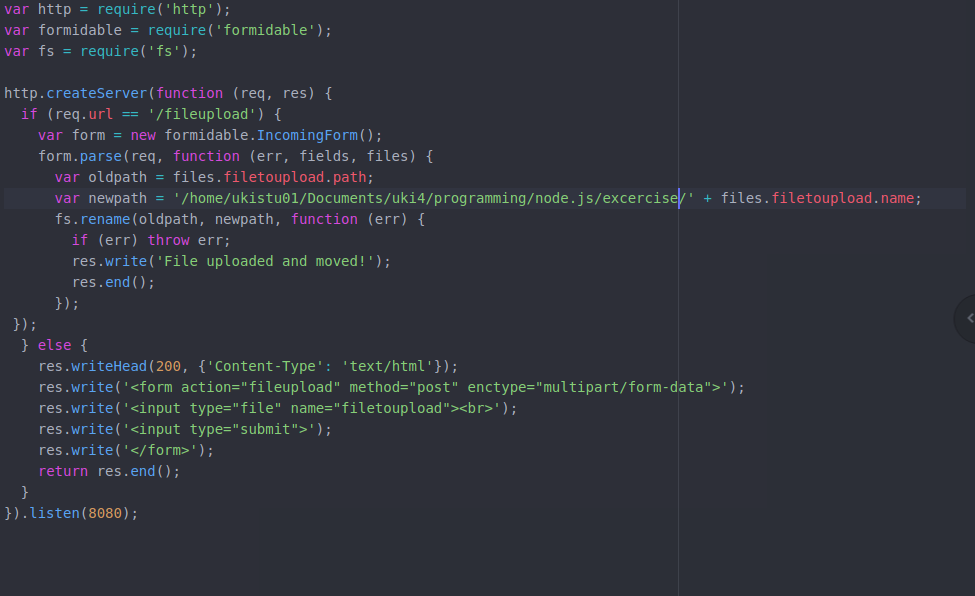 var http = require('http');
var formidable = require('formidable');
var fs = require('fs');

http.createServer(function (req, res) {
  if (req.url == '/fileupload') {
    var form = new formidable.IncomingForm();
    form.parse(req, function (err, fields, files) {
      var oldpath = files.filetoupload.path;
      var newpath = '/home/ukistu01/Documents/uki4/programming/node.js/excercise/' + files.filetoupload.name;
      fs.rename(oldpath, newpath, function (err) {
        if (err) throw err;
        res.write('File uploaded and moved!');
        res.end();
      });
 });
  } else {
    res.writeHead(200, {'Content-Type': 'text/html'});
    res.write('<form action="fileupload" method="post" enctype="multipart/form-data">');
    res.write('<input type="file" name="filetoupload"><br>');
    res.write('<input type="submit">');
    res.write('</form>');
    return res.end();
  }
}).listen(8080);